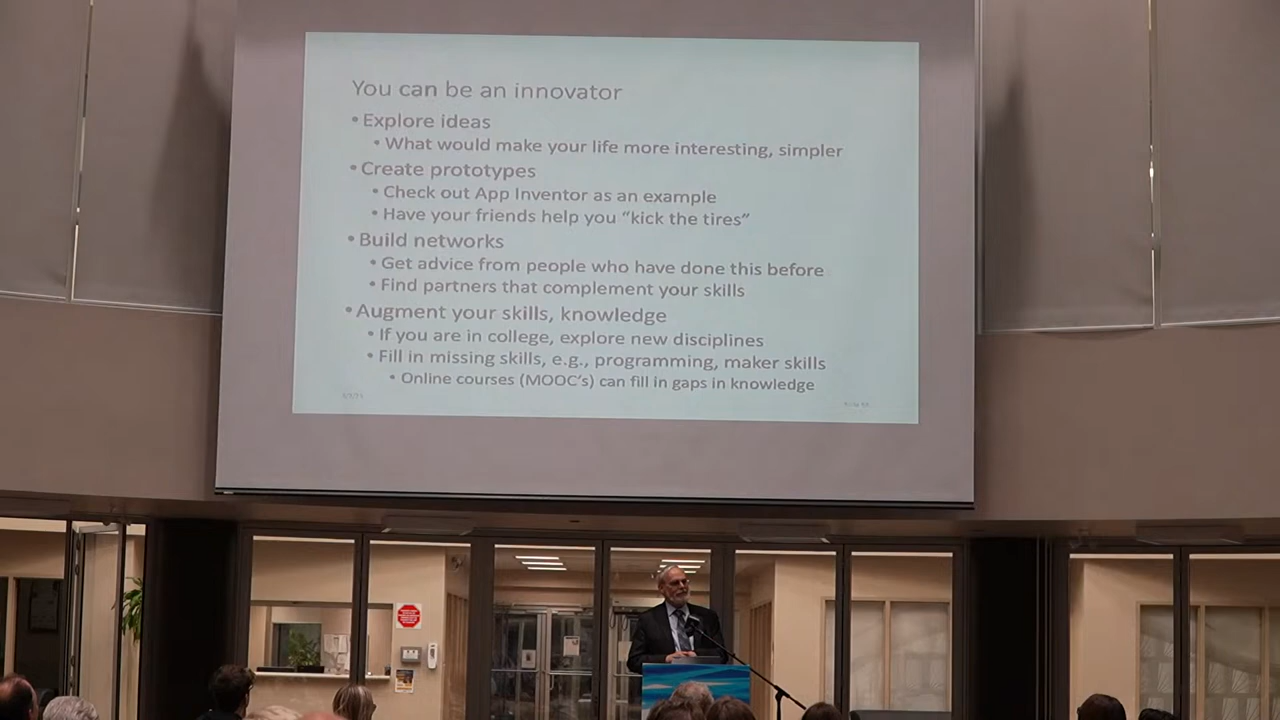 You can be an innovator
• Explore ideas
• What would make your life more interesting, simpler
• Create prototypes
• Check out App Inventor as an example
• Have your friends help you “kick the tires”
• Build networks
• Get advice from people who have done this before
• Find partners that complement your skills
• Augment your skills, knowledge
• If you are in college, explore new disciplines
• Fill in missing skills, e.g., programming, maker skills
• Online courses (MOOC’s) can fill in gaps in knowledge